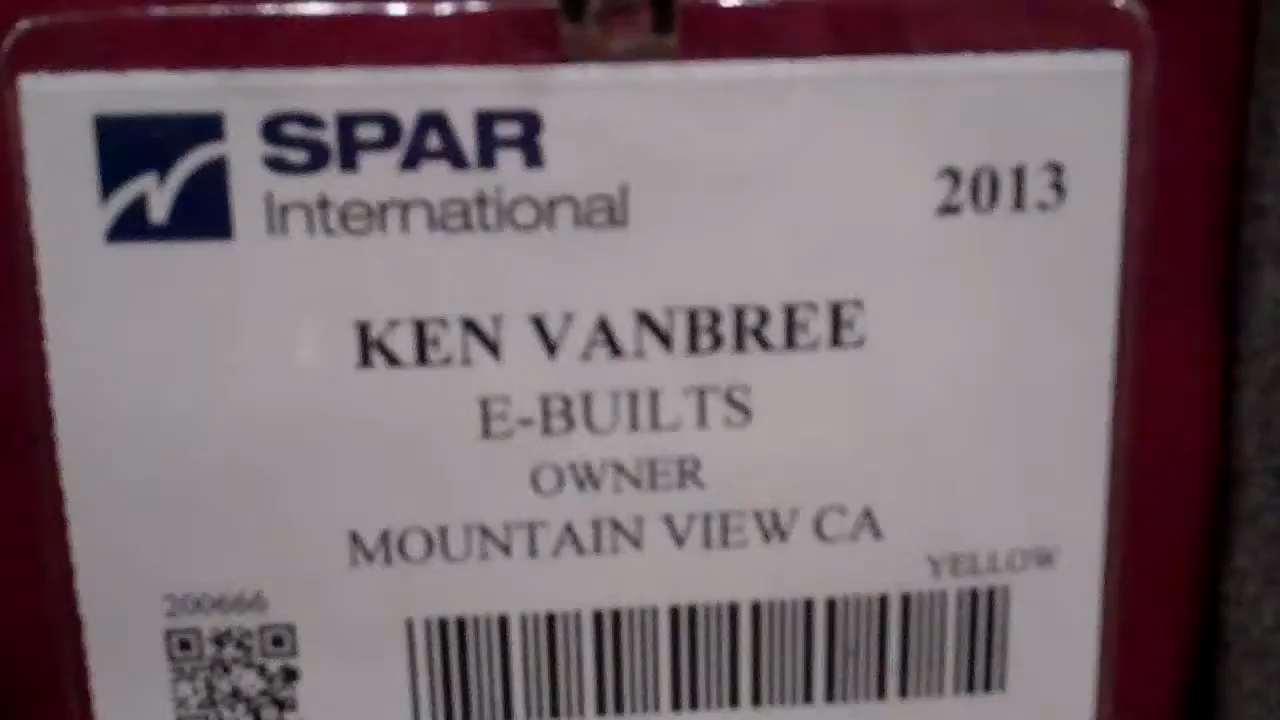 SPAR
International
2013
KEN VANBREE
E-BUILTS
OWNER
MOUNTAIN VIEW CA
YELLOW
200666